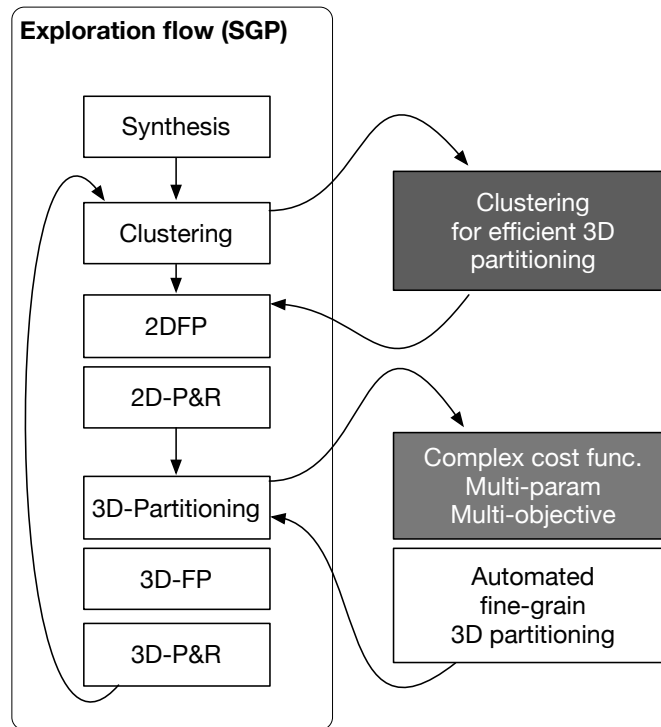 Exploration flow (SGP)
Synthesis
Clustering
2DFP
2D-P&R
3D-Partitioning
3D-FP
3D-P&R
Clustering
for efficient 3D
partitioning
Complex cost func.
Multi-param
Multi-objective
Automated
fine-grain
3D partitioning